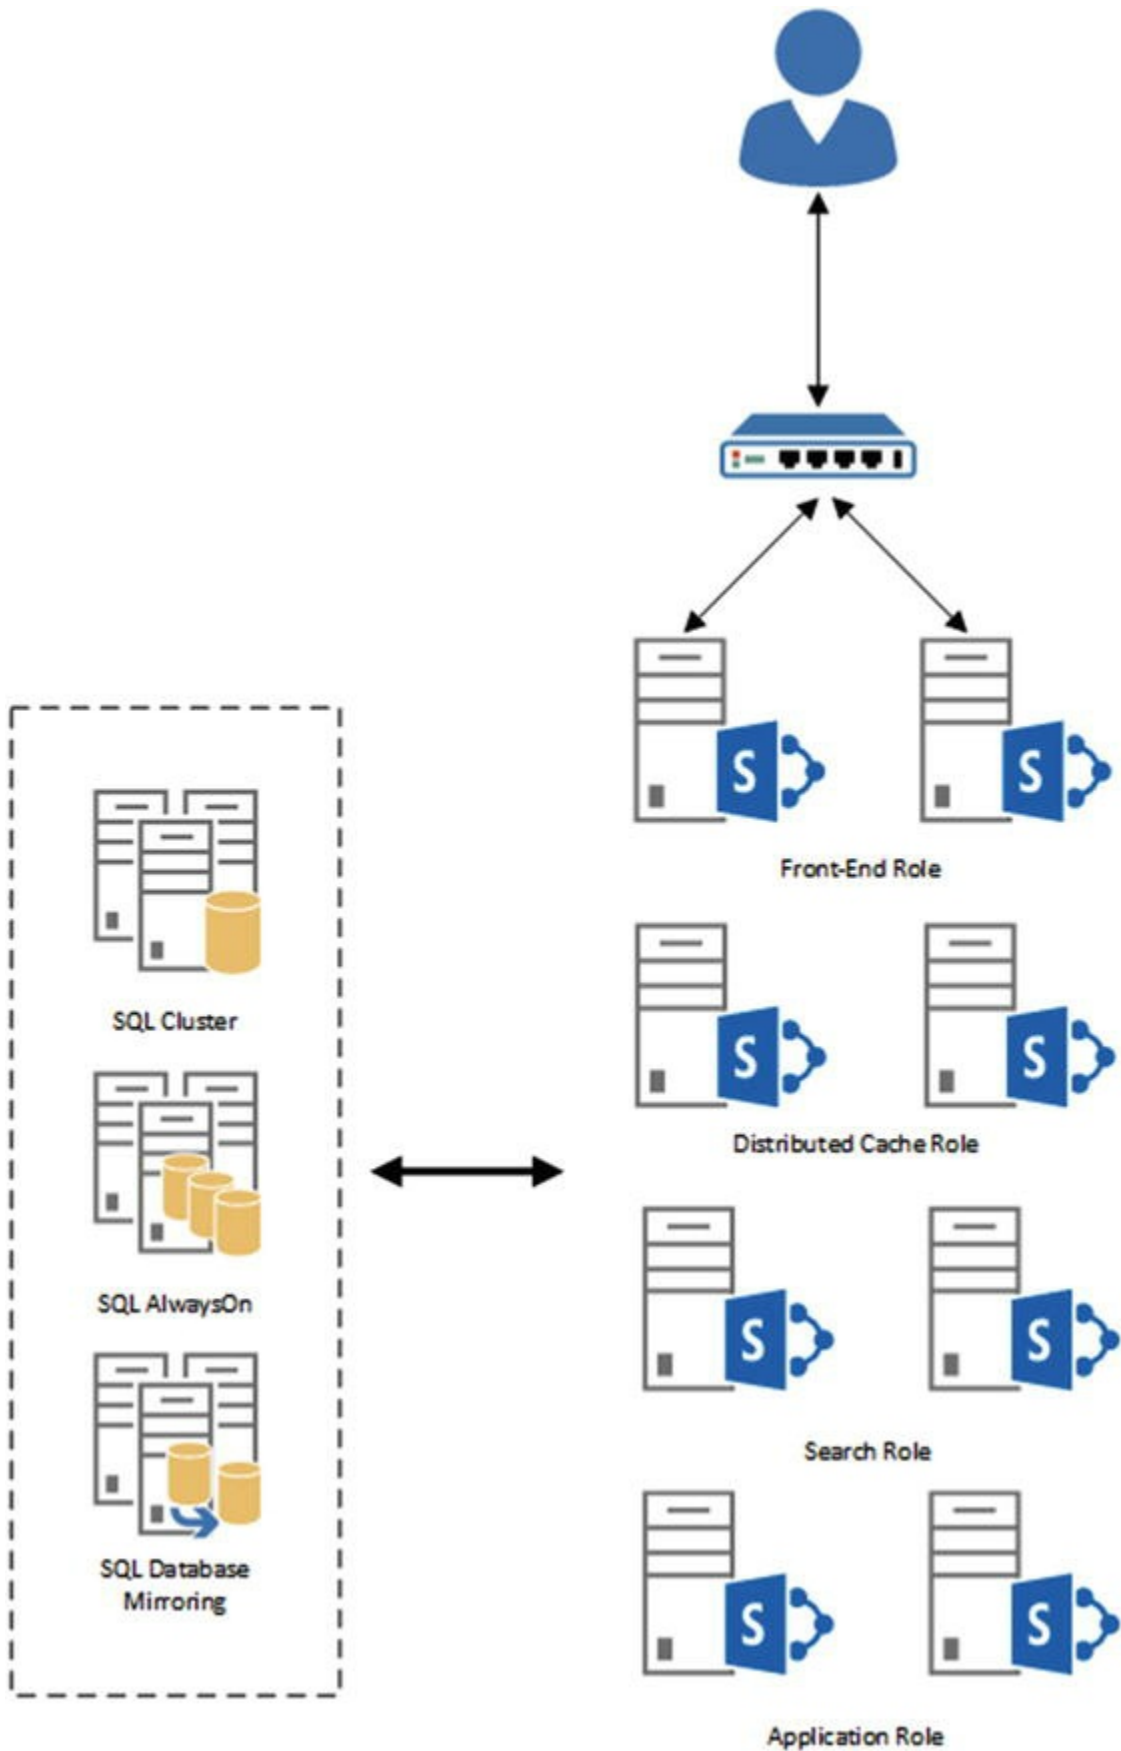 S
S
Front-End Role
S
S
Distributed Cache Role
S
S
Search Role
S
S
Application Role
SQL Cluster
SQL AlwaysOn
SQL Database
Mirroring